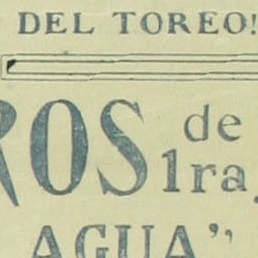 DEL TOREO!
ROS de
1ra.
AGUA",